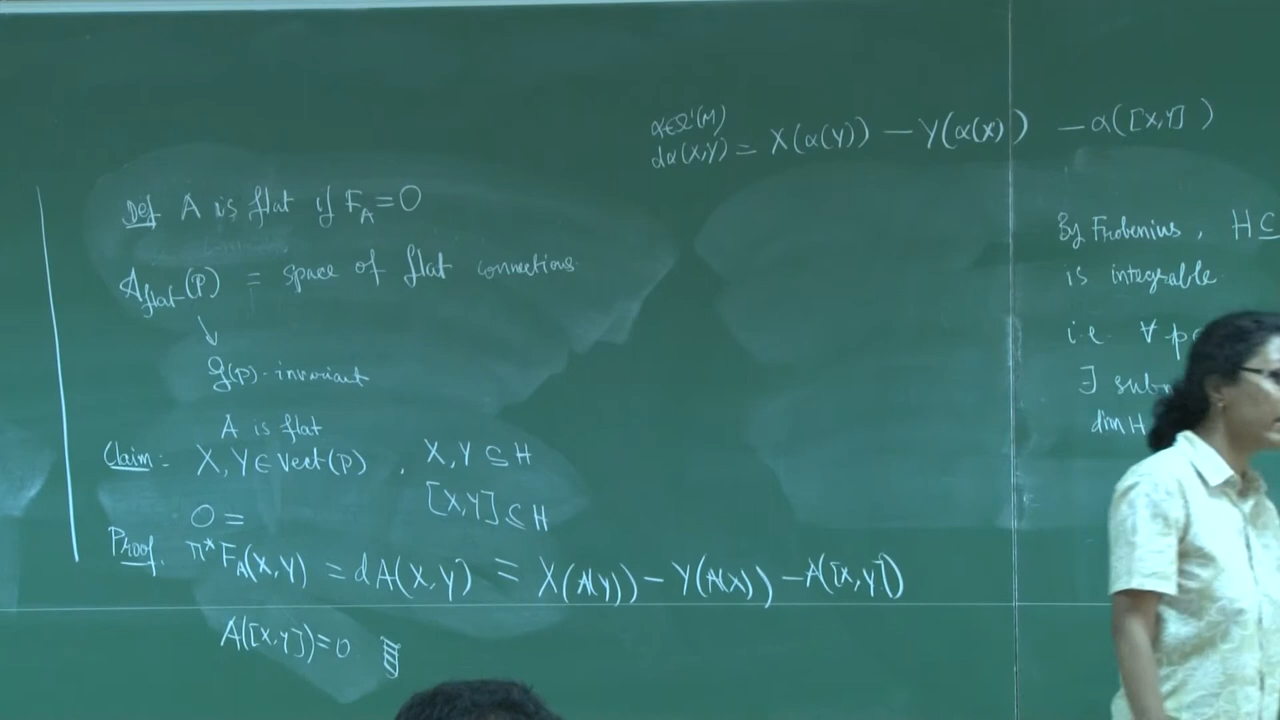 α∈Ω¹(M)
dα(X,Y) = X(α(Y)) − Y(α(X)) − α([X,Y])
Def A is flat if F_A = 0
𝒜_flat(P) = space of flat connections.
↓
𝒢(P)-invariant
A is flat
Claim: X, Y ∈ Vect(P), X, Y ⊆ H
[X,Y] ⊆ H
0 =
Proof. π*F_A(X,Y) = dA(X,Y) = X(A(Y)) − Y(A(X)) − A([X,Y])
A([X,Y]) = 0
By Frobenius, H ⊆
is integrable
i.e. ∀ p
∃
dim H